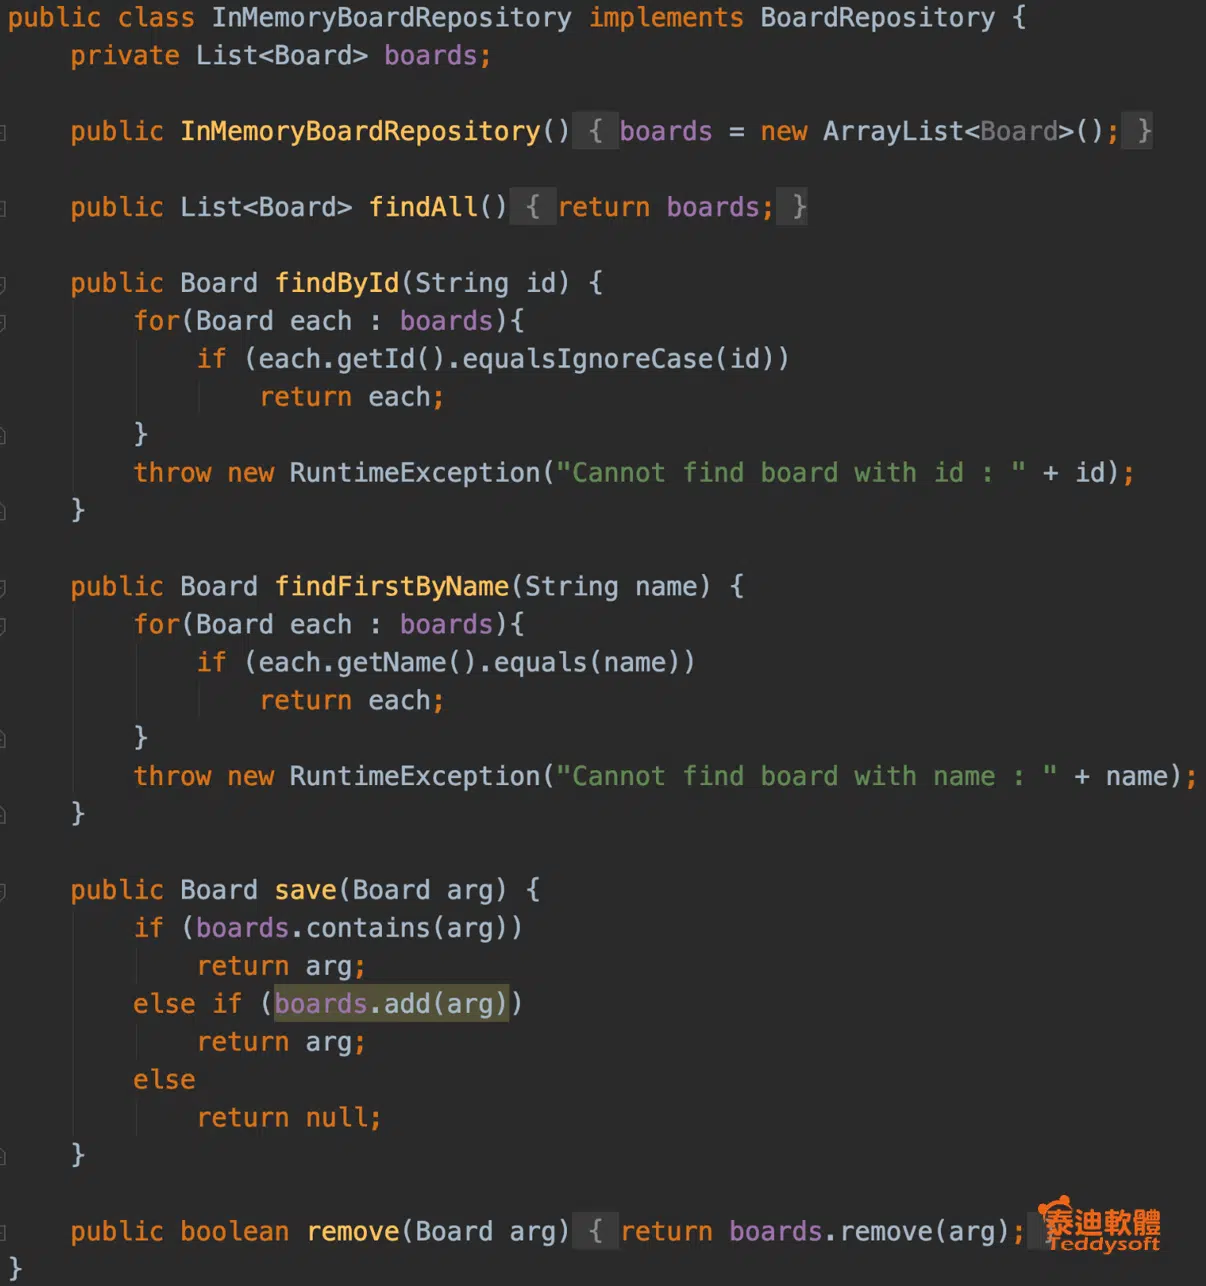 public class InMemoryBoardRepository implements BoardRepository {
    private List<Board> boards;

    public InMemoryBoardRepository() { boards = new ArrayList<Board>(); }

    public List<Board> findAll() { return boards; }

    public Board findById(String id) {
        for(Board each : boards){
            if (each.getId().equalsIgnoreCase(id))
                return each;
        }
        throw new RuntimeException("Cannot find board with id : " + id);
    }

    public Board findFirstByName(String name) {
        for(Board each : boards){
            if (each.getName().equals(name))
                return each;
        }
        throw new RuntimeException("Cannot find board with name : " + name);
    }

    public Board save(Board arg) {
        if (boards.contains(arg))
            return arg;
        else if (boards.add(arg))
            return arg;
        else
            return null;
    }

    public boolean remove(Board arg) { return boards.remove(arg); }
}
泰迪軟體
Teddysoft